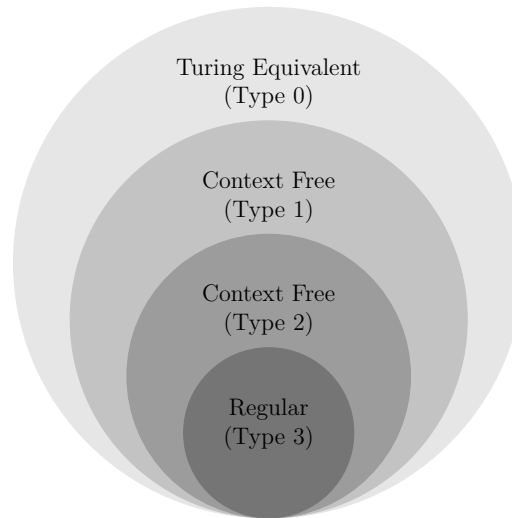 Turing Equivalent
(Type 0)
Context Free
(Type 1)
Context Free
(Type 2)
Regular
(Type 3)